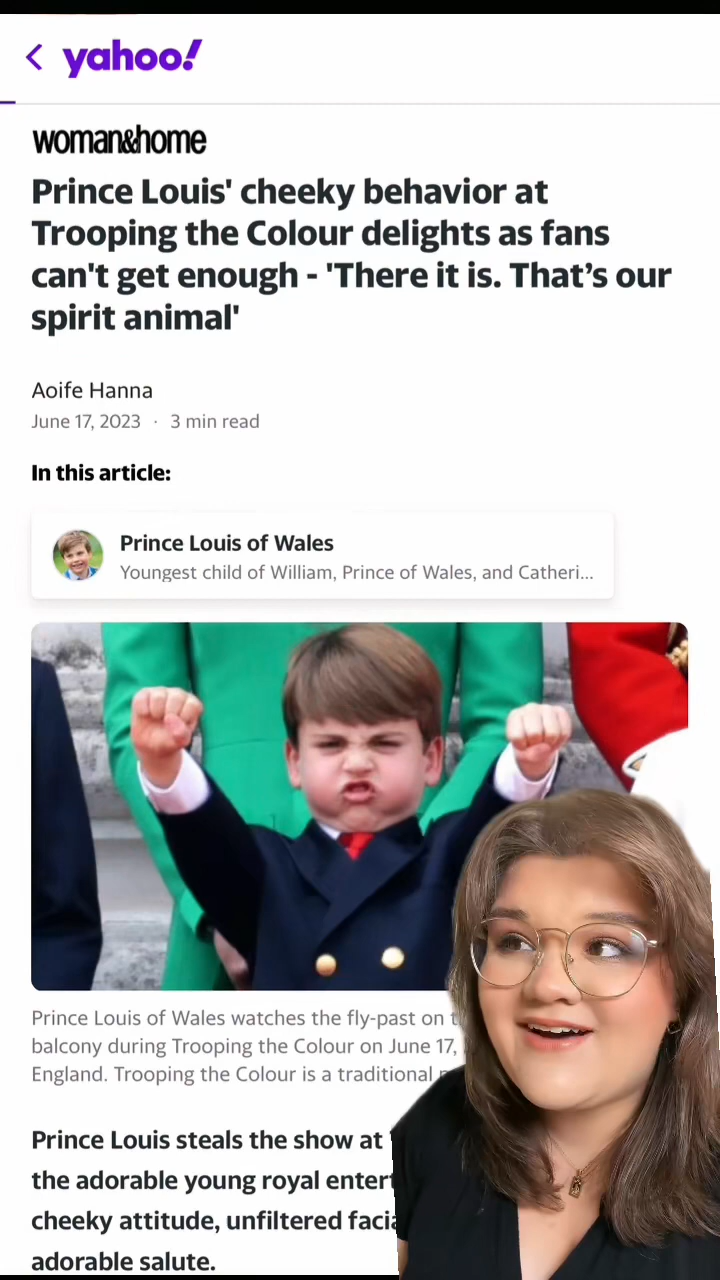 yahoo!
woman&home
Prince Louis' cheeky behavior at
Trooping the Colour delights as fans
can't get enough - 'There it is. That’s our
spirit animal'
Aoife Hanna
June 17, 2023 · 3 min read
In this article:
Prince Louis of Wales
Youngest child of William, Prince of Wales, and Catheri...
Prince Louis of Wales watches the fly-past on
balcony during Trooping the Colour on June 17,
England. Trooping the Colour is a traditional
Prince Louis steals the show at
the adorable young royal
cheeky attitude, unfiltered
adorable salute.